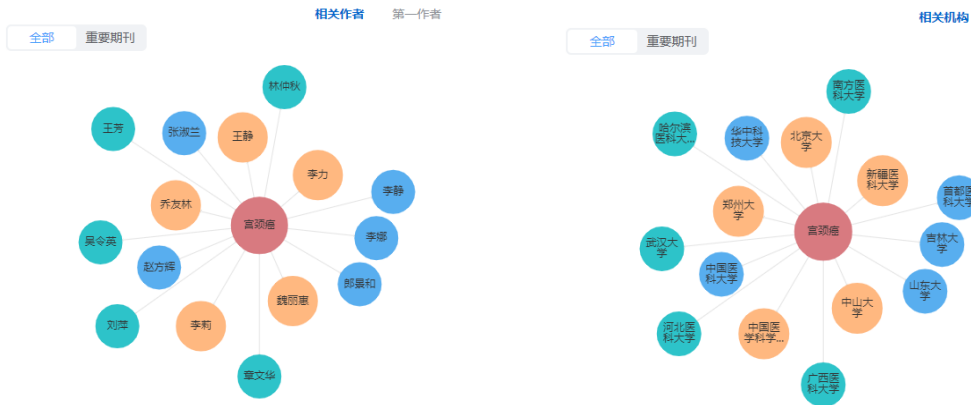 相关作者
第一作者
全部
重要期刊
林仲秋
王芳
张淑兰
王静
李力
李静
乔友林
宫颈癌
吴令英
李娜
赵方辉
郎景和
魏丽惠
刘萍
李莉
章文华
相关机构
全部
重要期刊
南方医
科大学
哈尔滨
医科大...
华中科
技大学
北京大
学
新疆医
科大学
首都医
科大学
郑州大
学
宫颈癌
武汉大
学
吉林大
学
中国医
科大学
山东大
学
中山大
学
河北医
科大学
中国医
学科学...
广西医
科大学